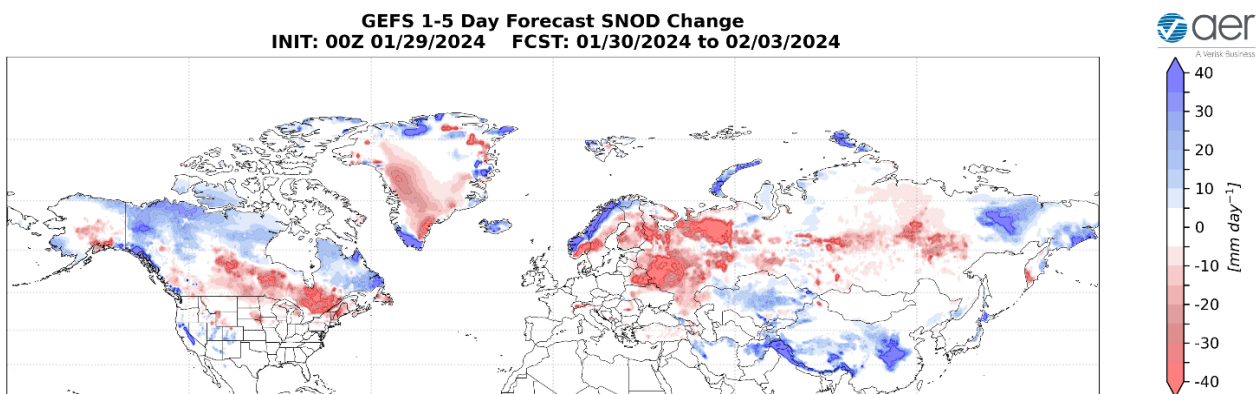 GEFS 1-5 Day Forecast SNOD Change
INIT: 00Z 01/29/2024 FCST: 01/30/2024 to 02/03/2024
aer
A Verisk Business
40
30
20
10
0
-10
-20
-30
-40
[mm day⁻¹]